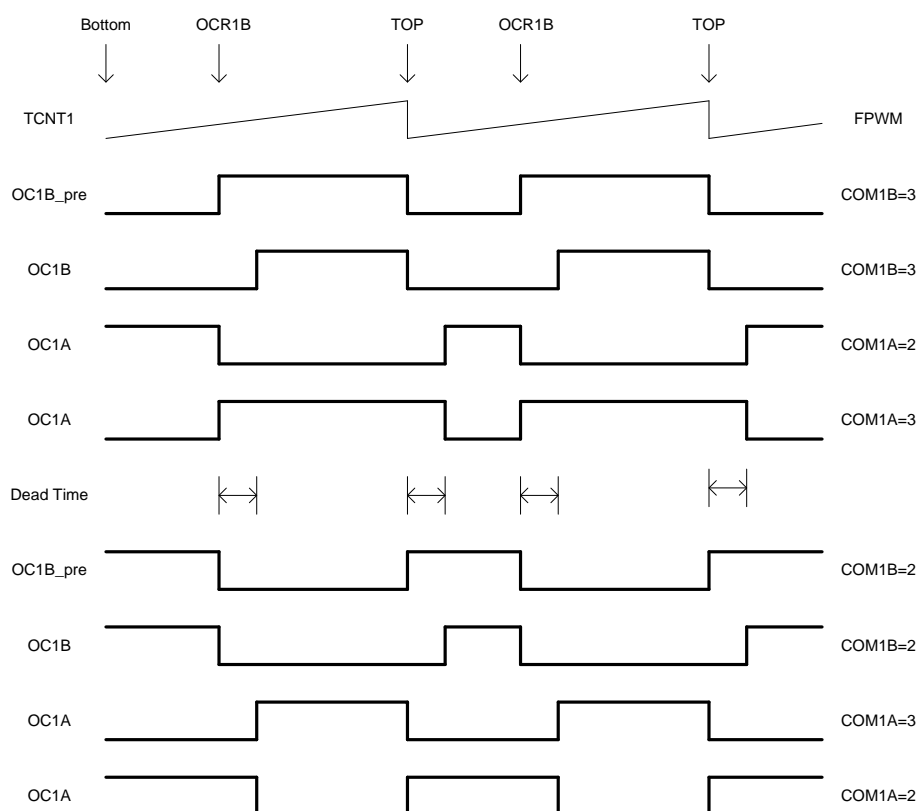 Bottom OCR1B TOP OCR1B TOP
TCNT1 FPWM
OC1B_pre COM1B=3
OC1B COM1B=3
OC1A COM1A=2
OC1A COM1A=3
Dead Time
OC1B_pre COM1B=2
OC1B COM1B=2
OC1A COM1A=3
OC1A COM1A=2